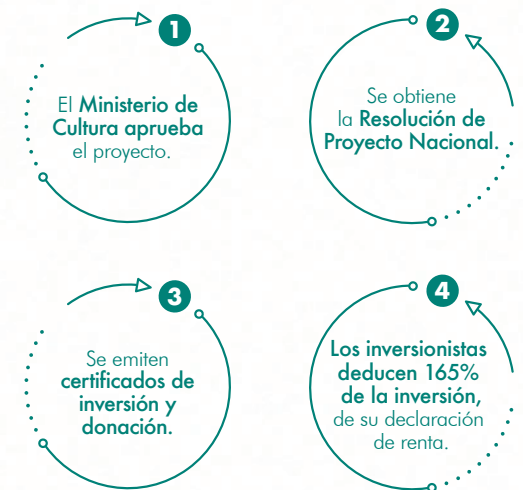 1
El Ministerio de
Cultura aprueba
el proyecto.
2
Se obtiene
la Resolución de
Proyecto Nacional.
3
Se emiten
certificados de
inversión y
donación.
4
Los inversionistas
deducen 165%
de la inversión,
de su declaración
de renta.